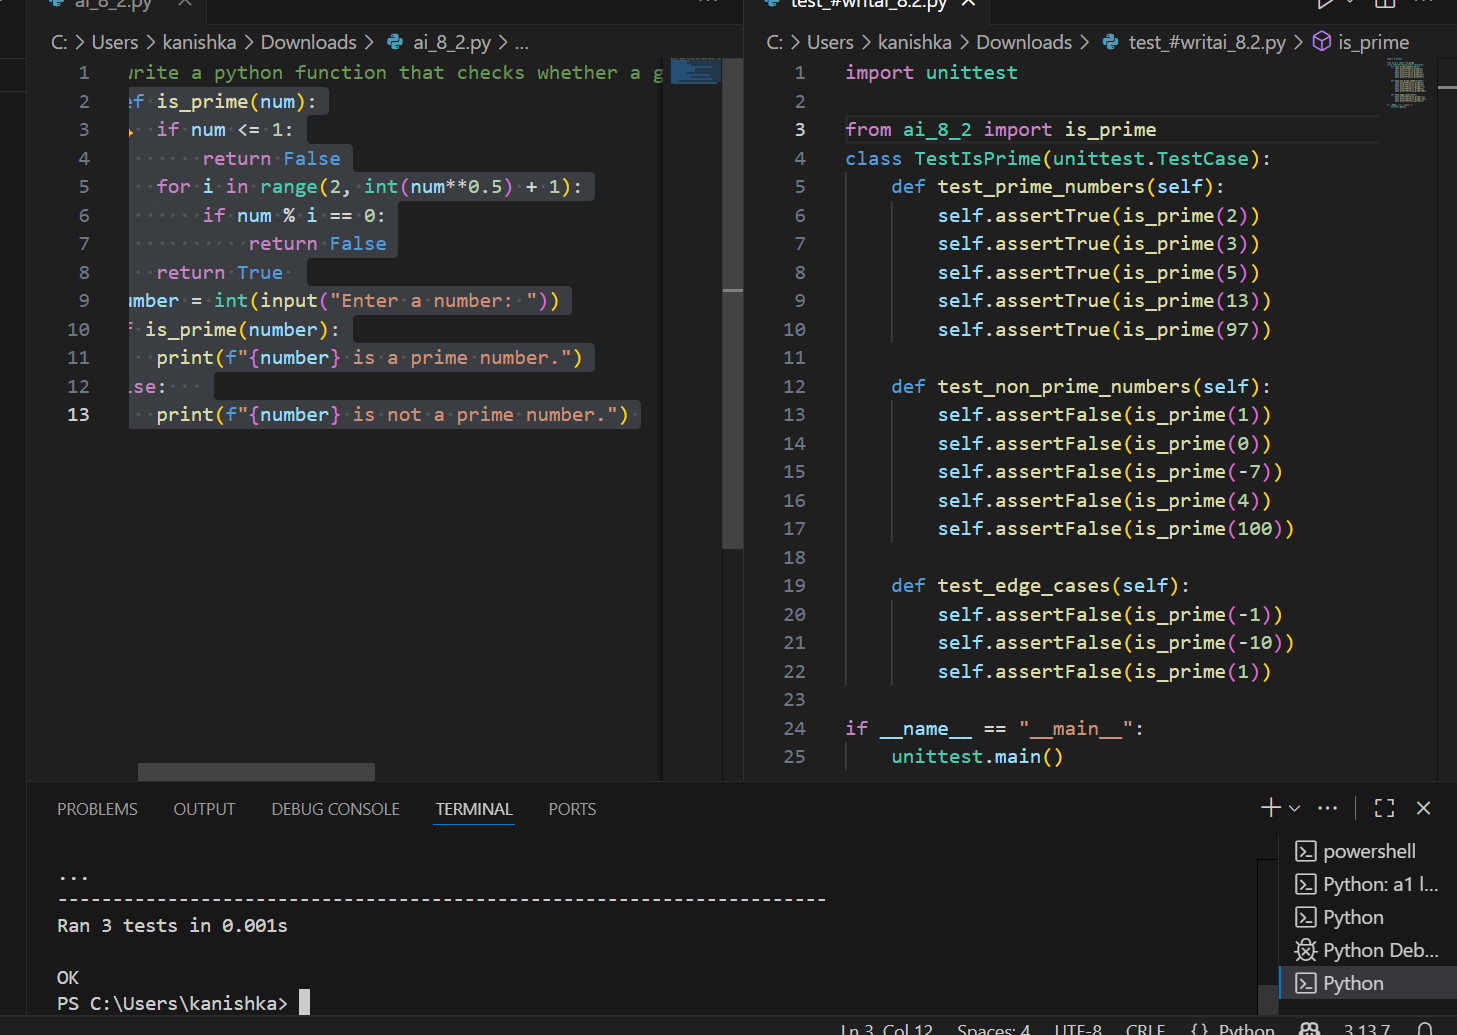 ai_8_2.py
C: > Users > kanishka > Downloads > ai_8_2.py > ...
1 write a python function that checks whether a g
2 ef is_prime(num):
3 if num <= 1:
4 return False
5 for i in range(2, int(num**0.5) + 1):
6 if num % i == 0:
7 return False
8 return True
9 umber = int(input("Enter a number: "))
10 f is_prime(number):
11 print(f"{number} is a prime number.")
12 lse:
13 print(f"{number} is not a prime number.")
test_#writai_8.2.py
C: > Users > kanishka > Downloads > test_#writai_8.2.py > is_prime
1 import unittest
2
3 from ai_8_2 import is_prime
4 class TestIsPrime(unittest.TestCase):
5 def test_prime_numbers(self):
6 self.assertTrue(is_prime(2))
7 self.assertTrue(is_prime(3))
8 self.assertTrue(is_prime(5))
9 self.assertTrue(is_prime(13))
10 self.assertTrue(is_prime(97))
11
12 def test_non_prime_numbers(self):
13 self.assertFalse(is_prime(1))
14 self.assertFalse(is_prime(0))
15 self.assertFalse(is_prime(-7))
16 self.assertFalse(is_prime(4))
17 self.assertFalse(is_prime(100))
18
19 def test_edge_cases(self):
20 self.assertFalse(is_prime(-1))
21 self.assertFalse(is_prime(-10))
22 self.assertFalse(is_prime(1))
23
24 if __name__ == "__main__":
25 unittest.main()
PROBLEMS OUTPUT DEBUG CONSOLE TERMINAL PORTS
...
----------------------------------------------------------------------
Ran 3 tests in 0.001s
OK
PS C:\Users\kanishka>
powershell
Python: a1 l...
Python
Python Deb...
Python
Ln 3, Col 12 Spaces: 4 UTF-8 CRLF {} Python 3.13.7